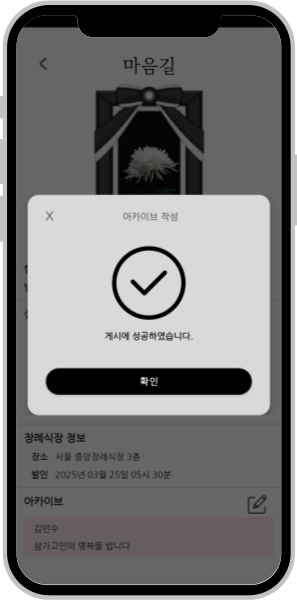 마음길
X 아카이브 작성
게시에 성공하였습니다.
확인
장례식장 정보
장소 서울 중앙장례식장 3층
발인 2025년 03월 25일 05시 30분
아카이브
김민수
삼가고인의 명복을 빕니다